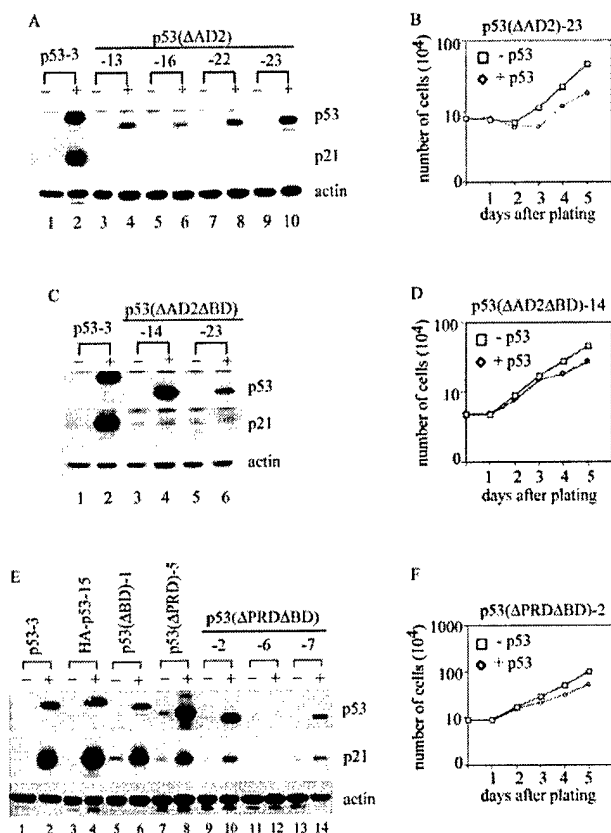 A
p53(ΔAD2)
p53-3 -13 -16 -22 -23
− + − + − + − + − +
p53
p21
actin
1 2 3 4 5 6 7 8 9 10
B
p53(ΔAD2)-23
number of cells (10⁴)
100
10
0
- p53
+ p53
1 2 3 4 5
days after plating
C
p53(ΔAD2ΔBD)
p53-3 -14 -23
− + − + − +
p53
p21
actin
1 2 3 4 5 6
D
p53(ΔAD2ΔBD)-14
number of cells (10⁴)
100
10
0
- p53
+ p53
1 2 3 4 5
days after plating
E
p53-3 HA-p53-15 p53(ΔBD)-1 p53(ΔPRD)-5
p53(ΔPRDΔBD)
-2 -6 -7
− + − + − + − + − + − + − +
p53
p21
actin
1 2 3 4 5 6 7 8 9 10 11 12 13 14
F
p53(ΔPRDΔBD)-2
number of cells (10⁴)
1000
100
10
0
- p53
+ p53
1 2 3 4 5
days after plating